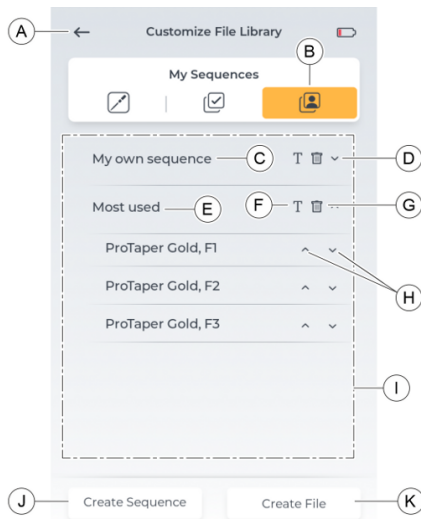 A
Customize File Library
B
My Sequences
My own sequence
C
T
D
Most used
E
F
T
G
ProTaper Gold, F1
H
ProTaper Gold, F2
ProTaper Gold, F3
I
J
Create Sequence
Create File
K